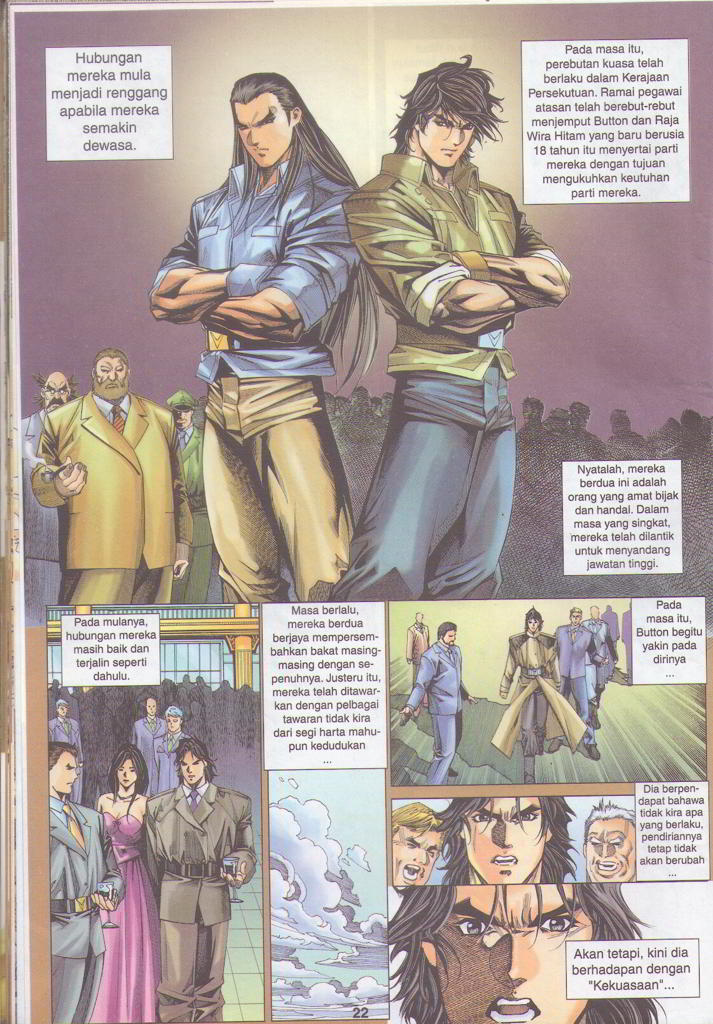 Hubungan
mereka mula
menjadi renggang
apabila mereka
semakin
dewasa.
Pada masa itu,
perebutan kuasa telah
berlaku dalam Kerajaan
Persekutuan. Ramai pegawai
atasan telah berebut-rebut
menjemput Button dan Raja
Wira Hitam yang baru berusia
18 tahun itu menyertai parti
mereka dengan tujuan
mengukuhkan keutuhan
parti mereka.
Nyatalah, mereka
berdua ini adalah
orang yang amat bijak
dan handal. Dalam
masa yang singkat,
mereka telah dilantik
untuk menyandang
jawatan tinggi.
Pada mulanya,
hubungan mereka
masih baik dan
terjalin seperti
dahulu.
Masa berlalu,
mereka berdua
berjaya mempersem-
bahkan bakat masing-
masing dengan se-
penuhnya. Justeru itu,
mereka telah ditawar-
kan dengan pelbagai
tawaran tidak kira
dari segi harta mahu-
pun kedudukan
...
Pada
masa itu,
Button begitu
yakin pada
dirinya
...
Dia berpen-
dapat bahawa
tidak kira apa
yang berlaku,
pendiriannya
tetap tidak
akan berubah
...
Akan tetapi, kini dia
berhadapan dengan
"Kekuasaan"...
22